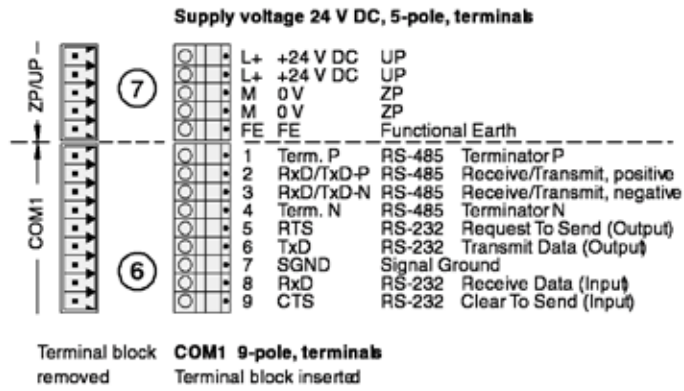 Supply voltage 24 V DC, 5-pole, terminals
ZP/UP
7
L+ +24 V DC UP
L+ +24 V DC UP
M 0 V ZP
M 0 V ZP
FE FE Functional Earth
COM1
6
1 Term. P RS-485 Terminator P
2 RxD/TxD-P RS-485 Receive/Transmit, positive
3 RxD/TxD-N RS-485 Receive/Transmit, negative
4 Term. N RS-485 Terminator N
5 RTS RS-232 Request To Send (Output)
6 TxD RS-232 Transmit Data (Output)
7 SGND Signal Ground
8 RxD RS-232 Receive Data (Input)
9 CTS RS-232 Clear To Send (Input)
Terminal block COM1 9-pole, terminals
removed Terminal block inserted